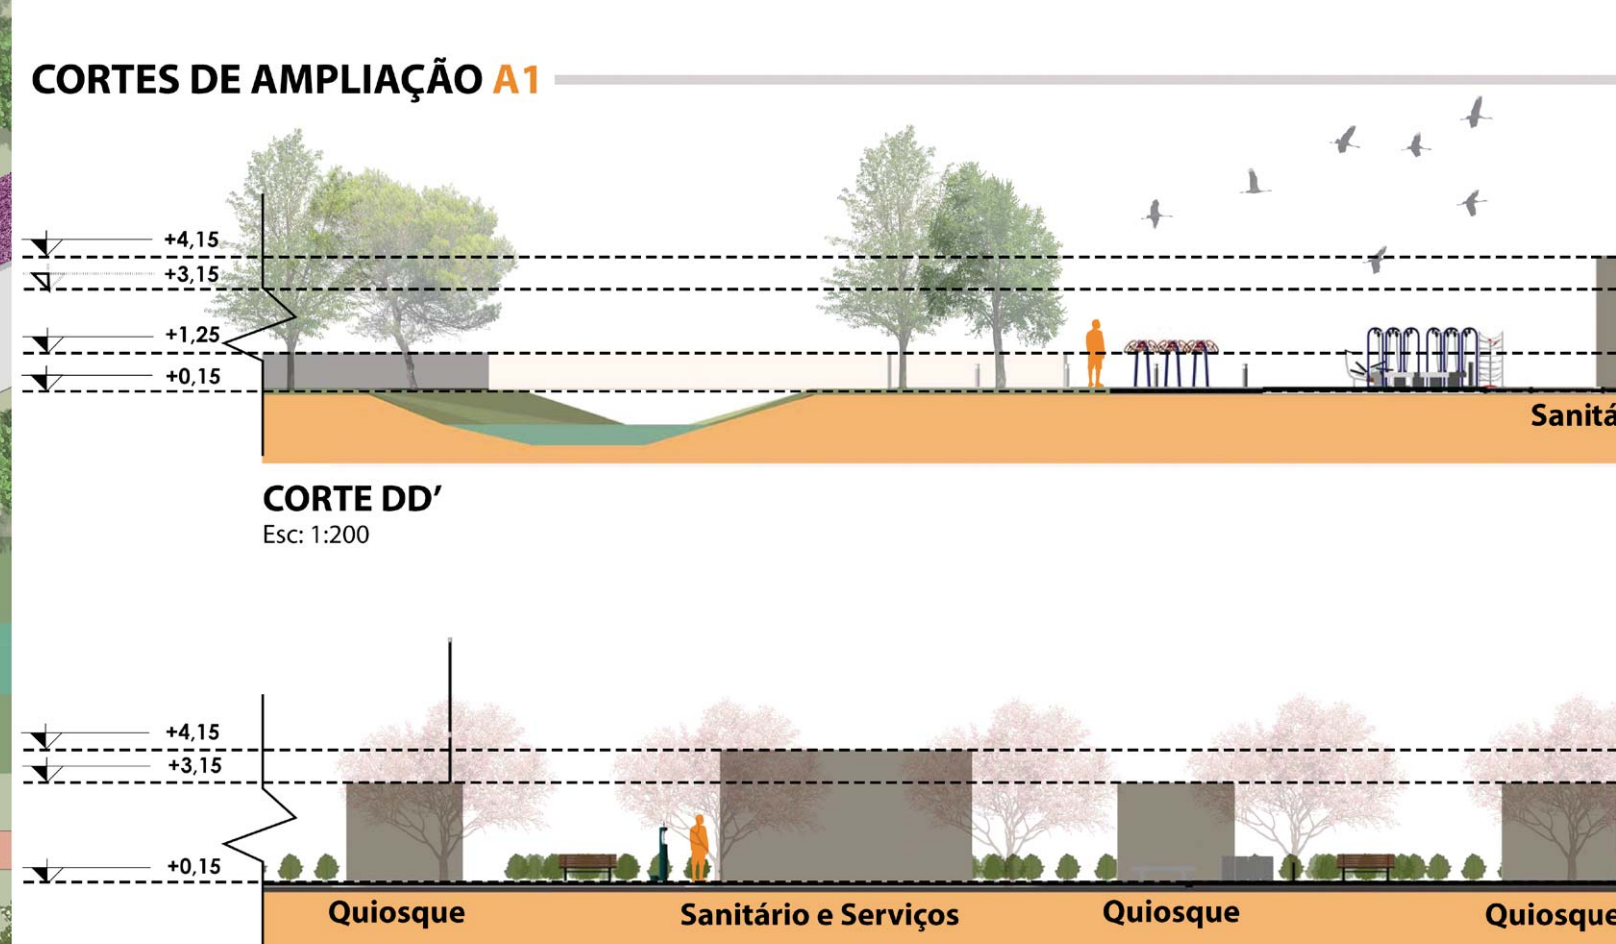 CORTES DE AMPLIAÇÃO A1
+4,15
+3,15
+1,25
+0,15
Sanitá
CORTE DD’
Esc: 1:200
+4,15
+3,15
+0,15
Quiosque
Sanitário e Serviços
Quiosque
Quiosque